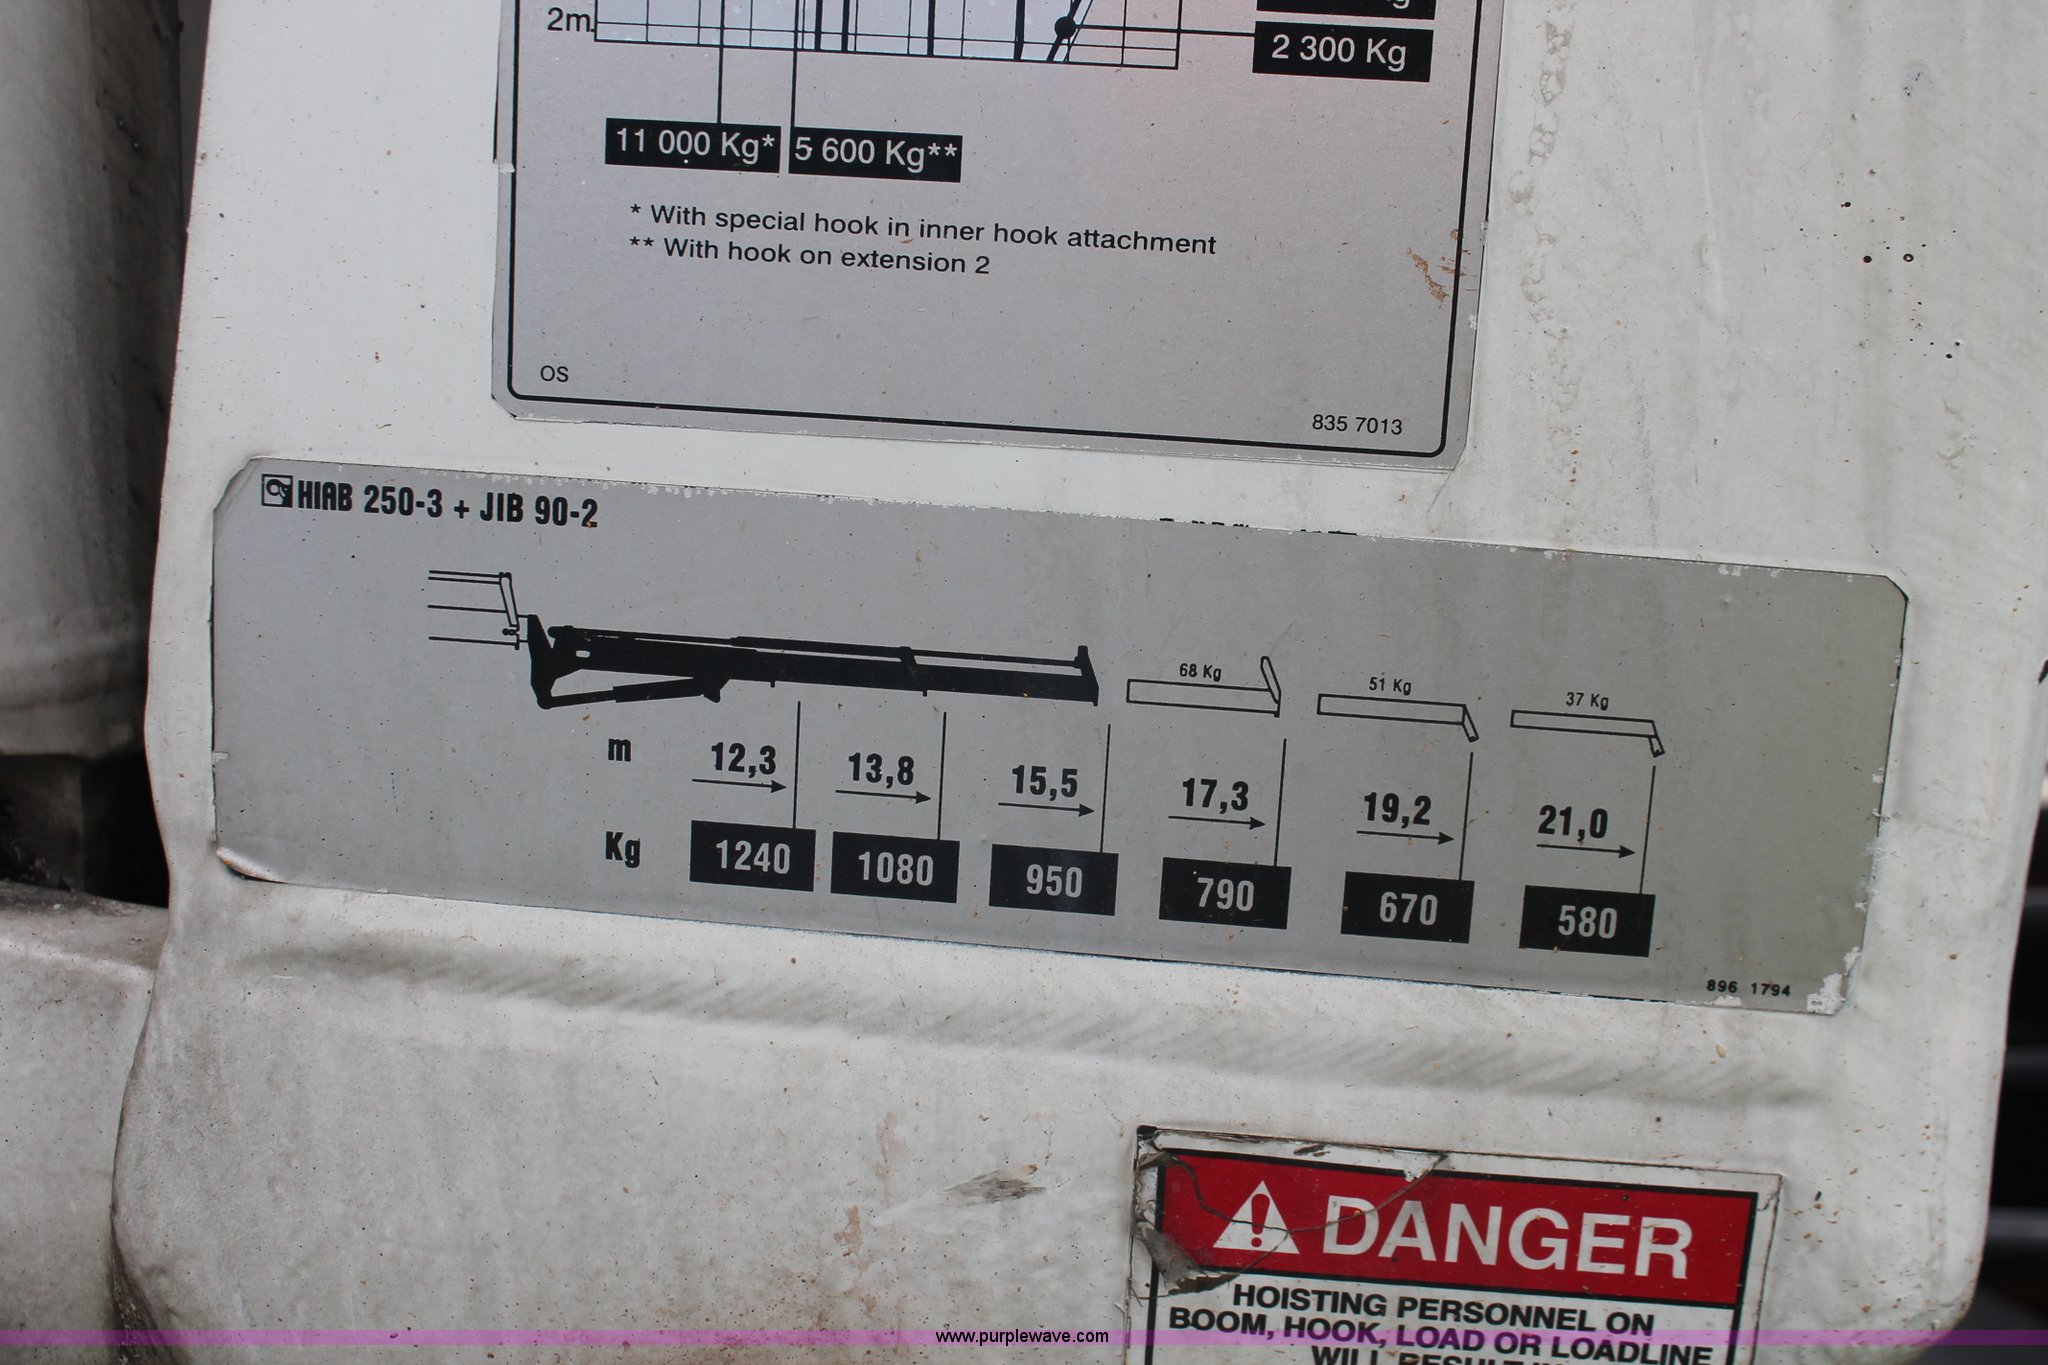 2m
2 300 Kg
11 000 Kg* 5 600 Kg**
* With special hook in inner hook attachment
** With hook on extension 2
OS
835 7013
HIAB 250-3 + JIB 90-2
68 Kg 51 Kg 37 Kg
m 12,3 13,8 15,5 17,3 19,2 21,0
Kg 1240 1080 950 790 670 580
896 1794
DANGER
HOISTING PERSONNEL ON
BOOM, HOOK, LOAD OR LOADLINE
WILL RESULT
www.purplewave.com